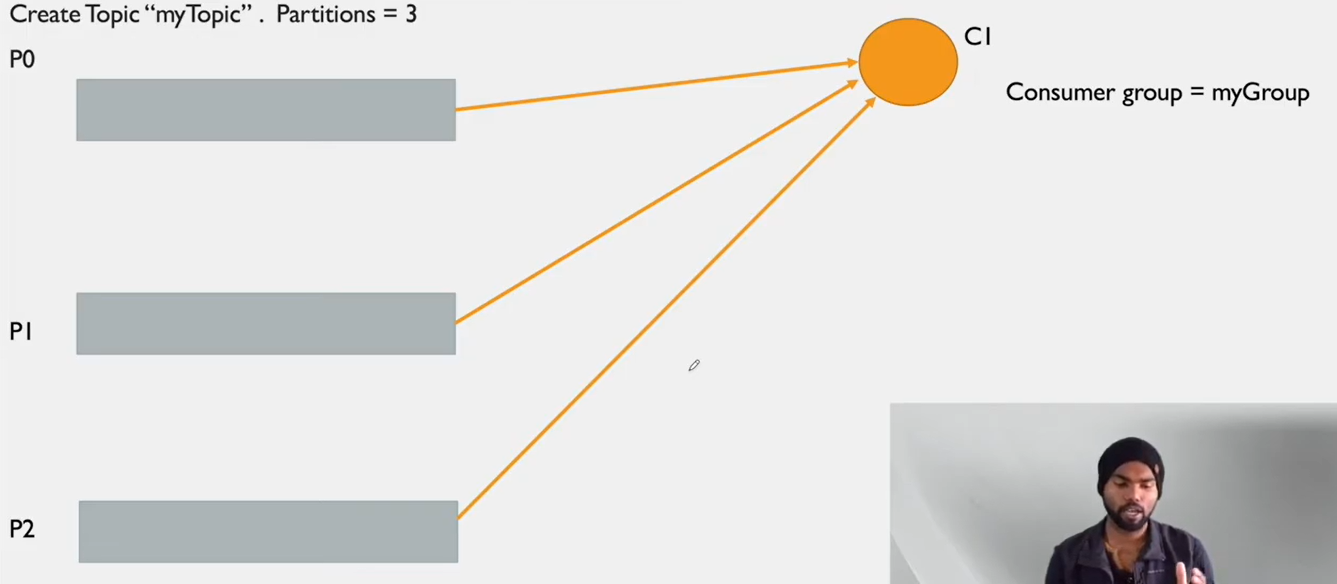 Create Topic “myTopic” . Partitions = 3
P0
C1
Consumer group = myGroup
P1
P2